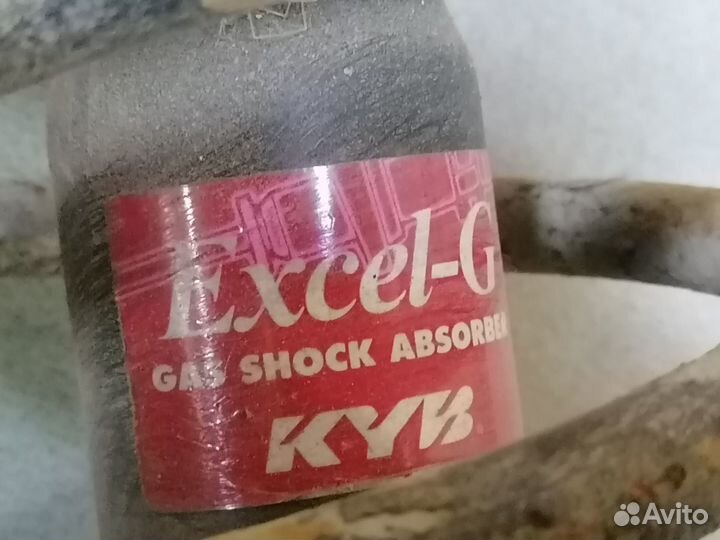 Excel-G
GAS SHOCK ABSORBER
KYB
Avito